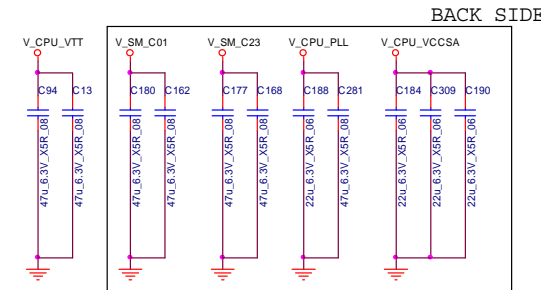 BACK SIDE
V_CPU_VTT
V_SM_C01
V_SM_C23
V_CPU_PLL
V_CPU_VCCSA
C94
C13
C180
C162
C177
C168
C188
C281
C184
C309
C190
47u_6.3V_X5R_08
47u_6.3V_X5R_08
47u_6.3V_X5R_08
47u_6.3V_X5R_08
47u_6.3V_X5R_08
47u_6.3V_X5R_08
22u_6.3V_X5R_06
47u_6.3V_X5R_08
22u_6.3V_X5R_06
22u_6.3V_X5R_06
22u_6.3V_X5R_06